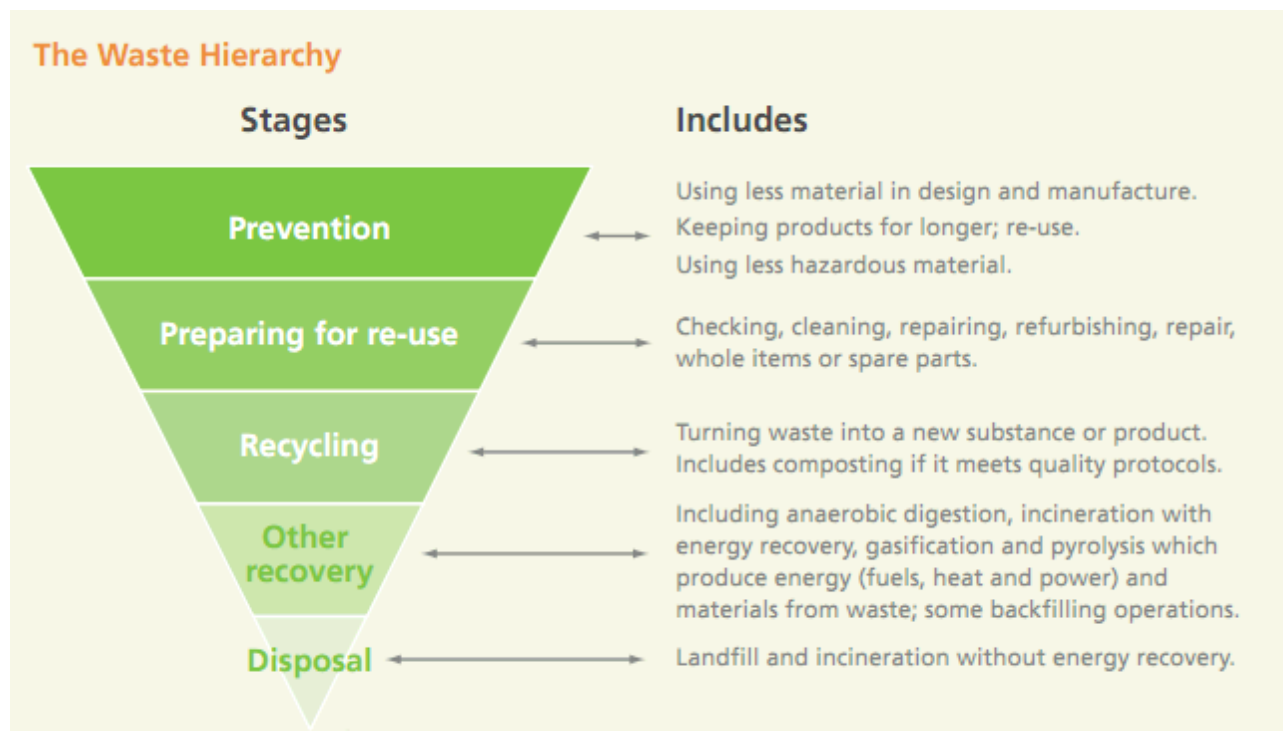 The Waste Hierarchy
Stages
Includes
Prevention
Using less material in design and manufacture.
Keeping products for longer; re-use.
Using less hazardous material.
Preparing for re-use
Checking, cleaning, repairing, refurbishing, repair,
whole items or spare parts.
Recycling
Turning waste into a new substance or product.
Includes composting if it meets quality protocols.
Other
recovery
Including anaerobic digestion, incineration with
energy recovery, gasification and pyrolysis which
produce energy (fuels, heat and power) and
materials from waste; some backfilling operations.
Disposal
Landfill and incineration without energy recovery.